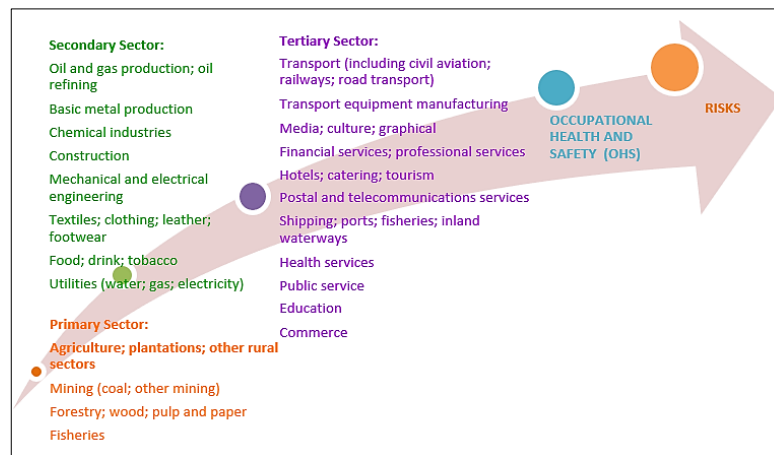 Secondary Sector:
Oil and gas production; oil
refining
Basic metal production
Chemical industries
Construction
Mechanical and electrical
engineering
Textiles; clothing; leather;
footwear
Food; drink; tobacco
Utilities (water; gas; electricity)
Primary Sector:
Agriculture; plantations; other rural
sectors
Mining (coal; other mining)
Forestry; wood; pulp and paper
Fisheries
Tertiary Sector:
Transport (including civil aviation;
railways; road transport)
Transport equipment manufacturing
Media; culture; graphical
Financial services; professional services
Hotels; catering; tourism
Postal and telecommunications services
Shipping; ports; fisheries; inland
waterways
Health services
Public service
Education
Commerce
OCCUPATIONAL
HEALTH AND
SAFETY (OHS)
RISKS